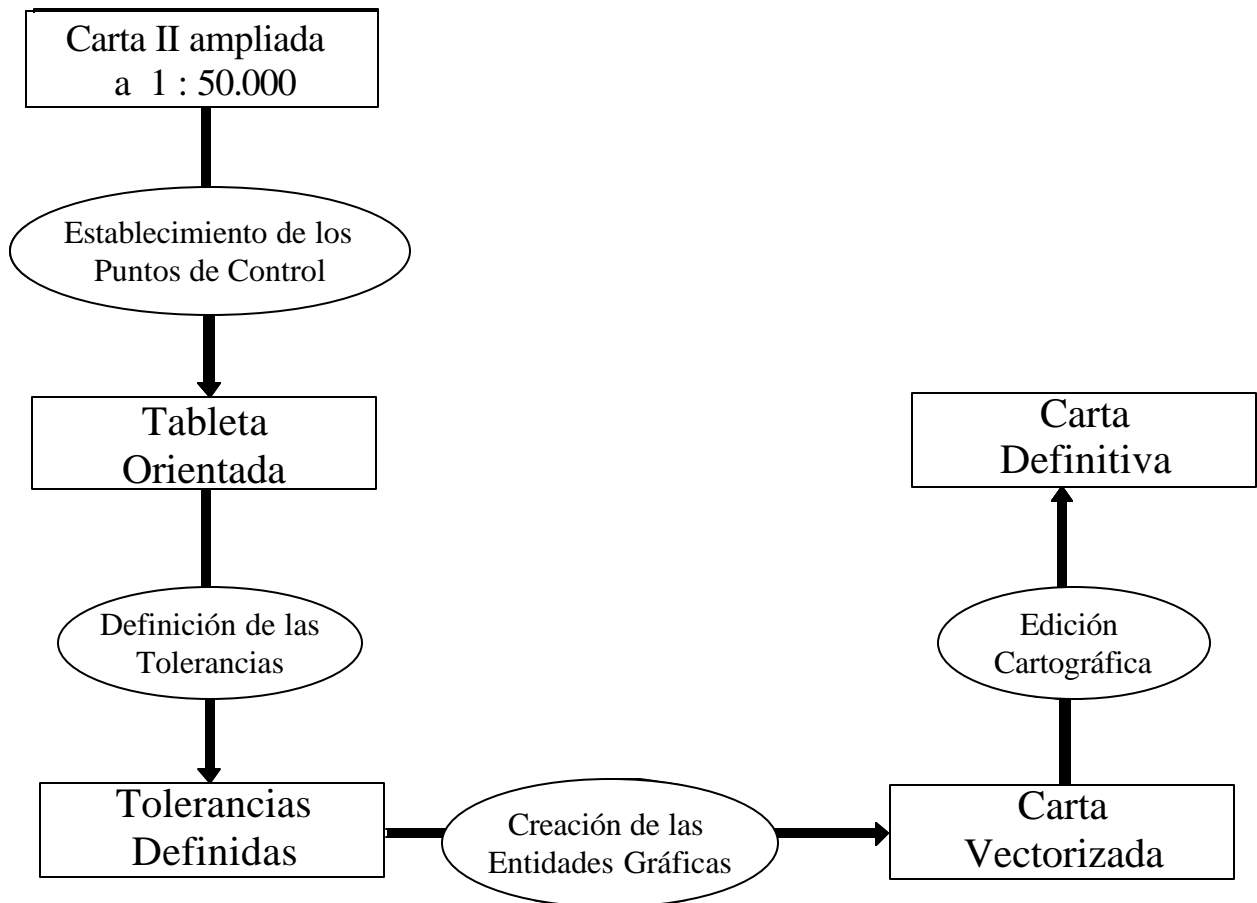 Carta II ampliada
a 1 : 50.000
Establecimiento de los
Puntos de Control
Tableta
Orientada
Definición de las
Tolerancias
Tolerancias
Definidas
Creación de las
Entidades Gráficas
Carta
Vectorizada
Edición
Cartográfica
Carta
Definitiva